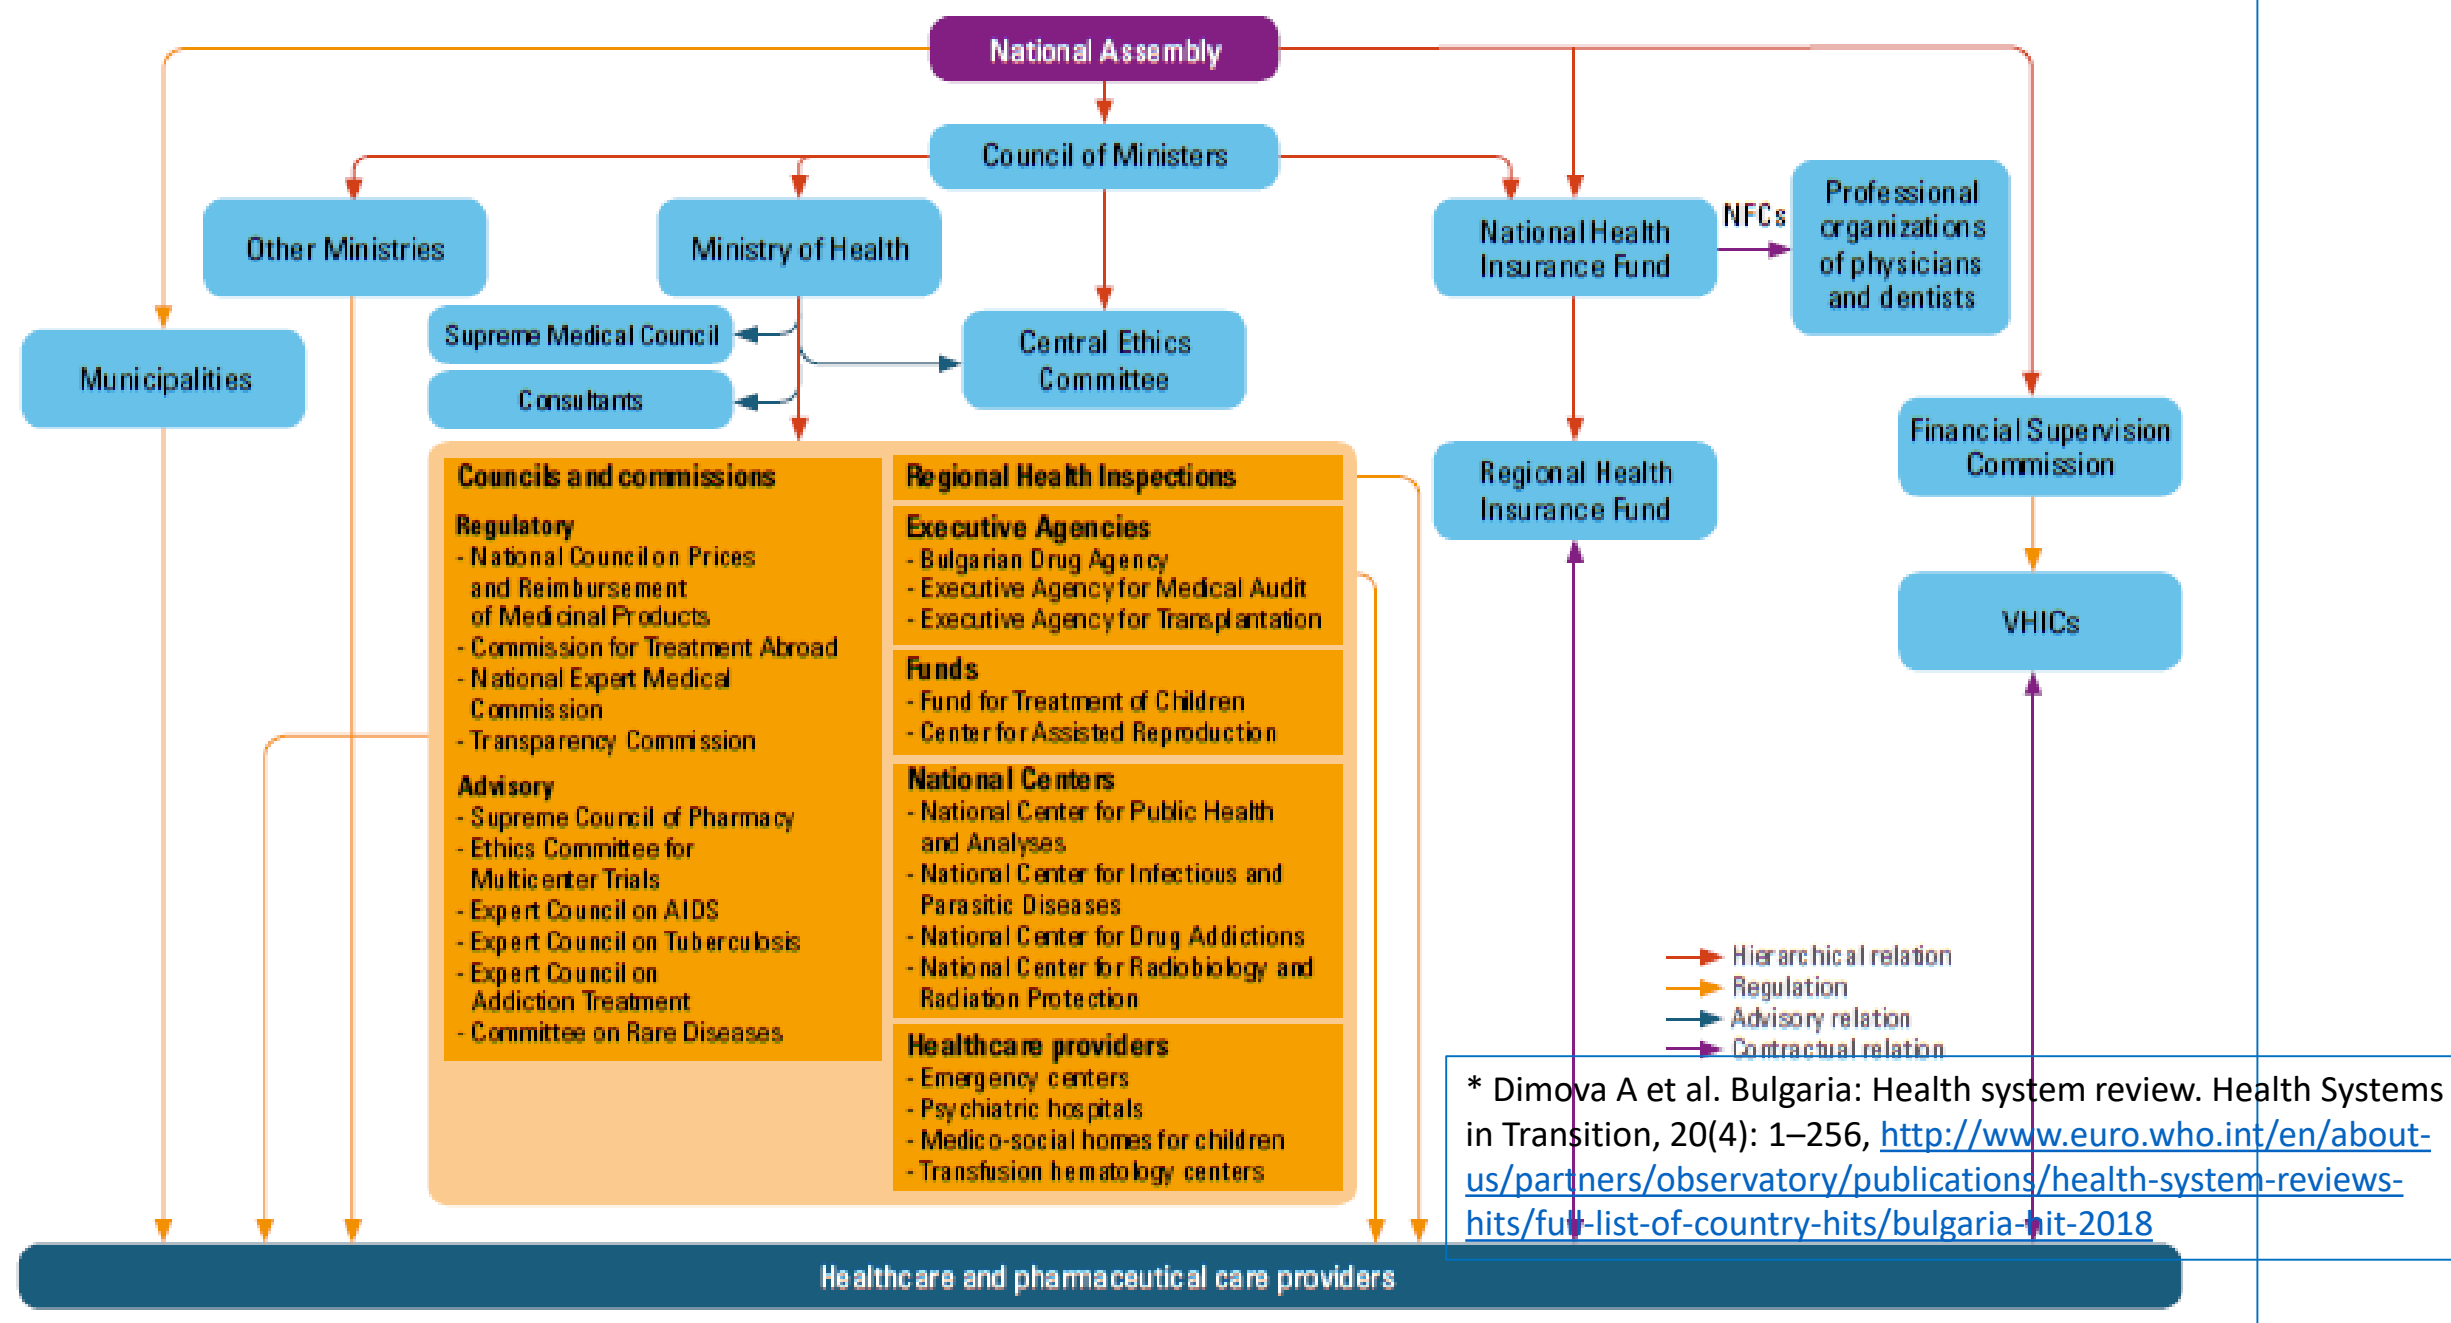 National Assembly
Council of Ministers
Other Ministries
Ministry of Health
National Health
Insurance Fund
NFCs
Professional
organizations
of physicians
and dentists
Supreme Medical Council
Consultants
Central Ethics
Committee
Municipalities
Financial Supervision
Commission
Regional Health
Insurance Fund
VHICs
Councils and commissions
Regulatory
- National Council on Prices
and Reimbursement
of Medicinal Products
- Commission for Treatment Abroad
- National Expert Medical
Commission
- Transparency Commission
Advisory
- Supreme Council of Pharmacy
- Ethics Committee for
Multicenter Trials
- Expert Council on AIDS
- Expert Council on Tuberculosis
- Expert Council on
Addiction Treatment
- Committee on Rare Diseases
Regional Health Inspections
Executive Agencies
- Bulgarian Drug Agency
- Executive Agency for Medical Audit
- Executive Agency for Transplantation
Funds
- Fund for Treatment of Children
- Center for Assisted Reproduction
National Centers
- National Center for Public Health
and Analyses
- National Center for Infectious and
Parasitic Diseases
- National Center for Drug Addictions
- National Center for Radiobiology and
Radiation Protection
Healthcare providers
- Emergency centers
- Psychiatric hospitals
- Medico-social homes for children
- Transfusion hematology centers
Hierarchical relation
Regulation
Advisory relation
Contractual relation
* Dimova A et al. Bulgaria: Health system review. Health Systems
in Transition, 20(4): 1–256, http://www.euro.who.int/en/about-
us/partners/observatory/publications/health-system-reviews-
hits/full-list-of-country-hits/bulgaria-hit-2018
Healthcare and pharmaceutical care providers